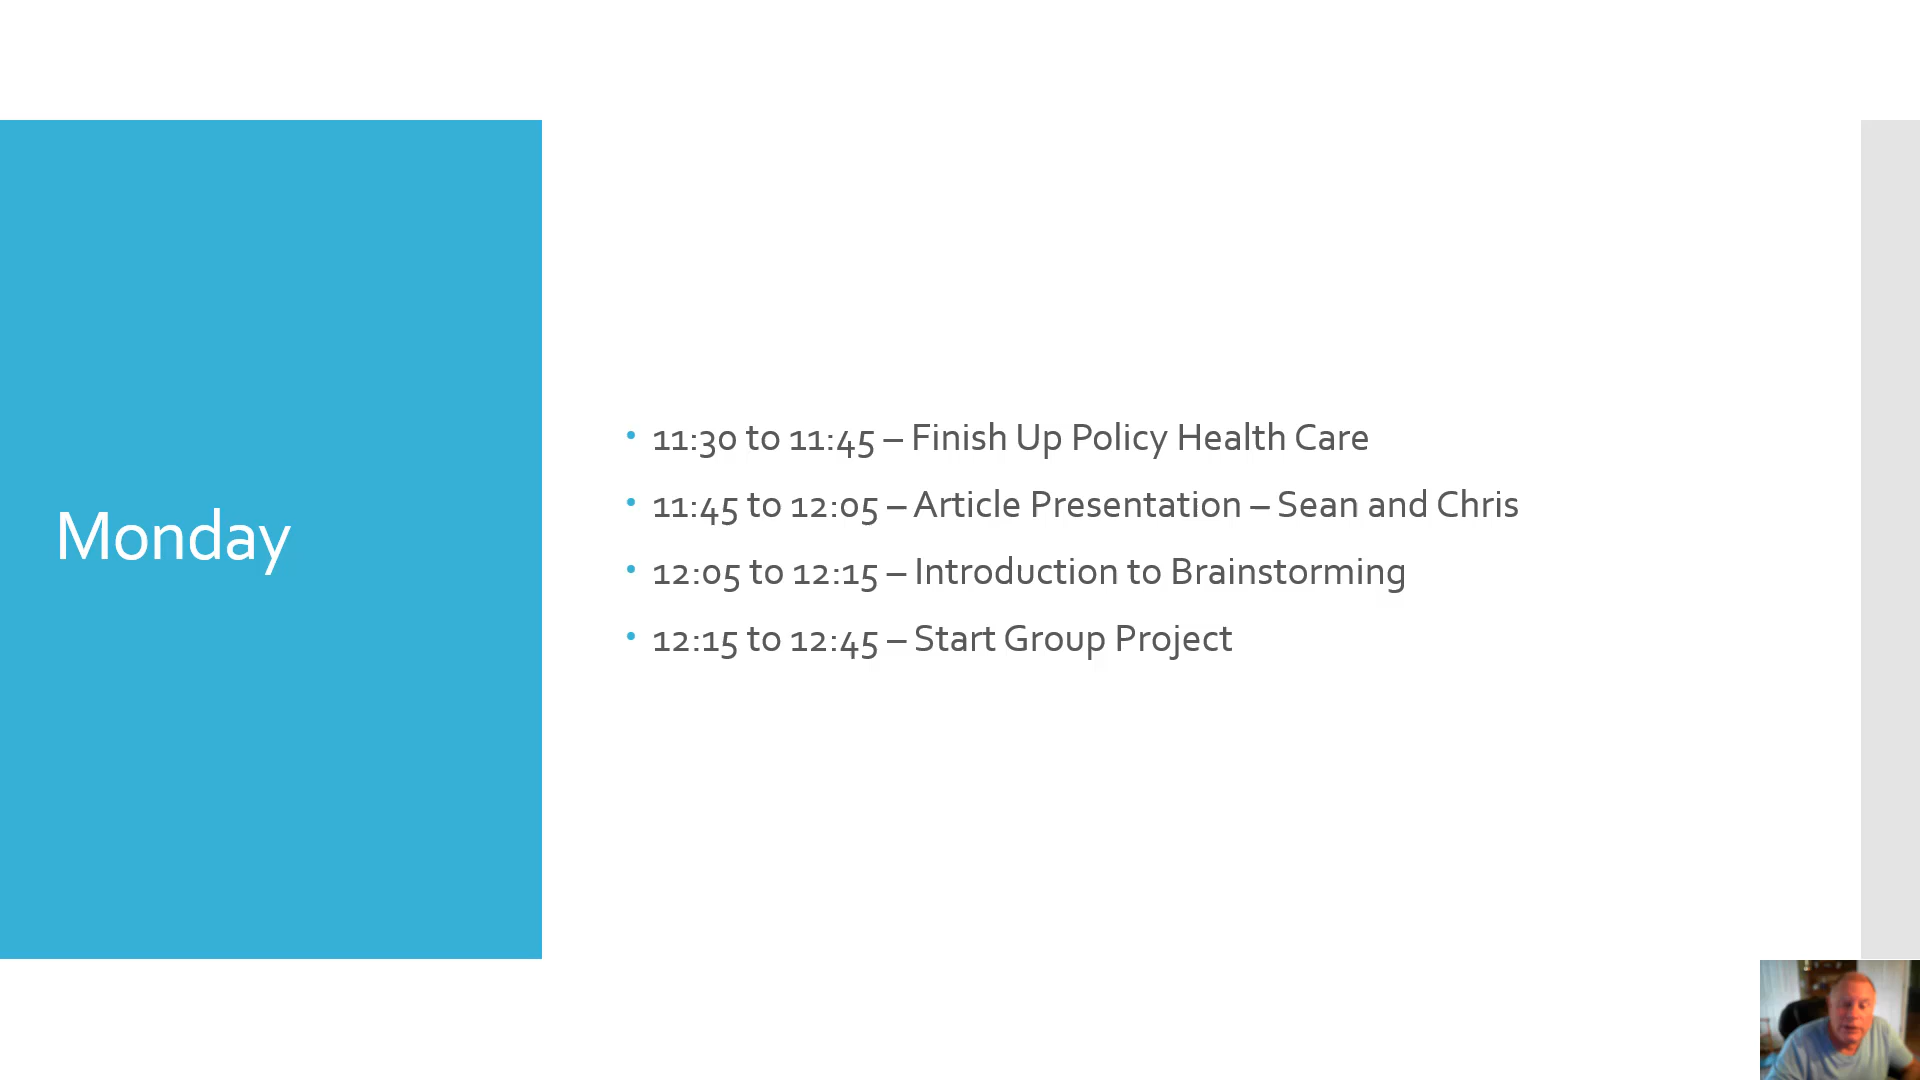 Monday
• 11:30 to 11:45 – Finish Up Policy Health Care
• 11:45 to 12:05 – Article Presentation – Sean and Chris
• 12:05 to 12:15 – Introduction to Brainstorming
• 12:15 to 12:45 – Start Group Project